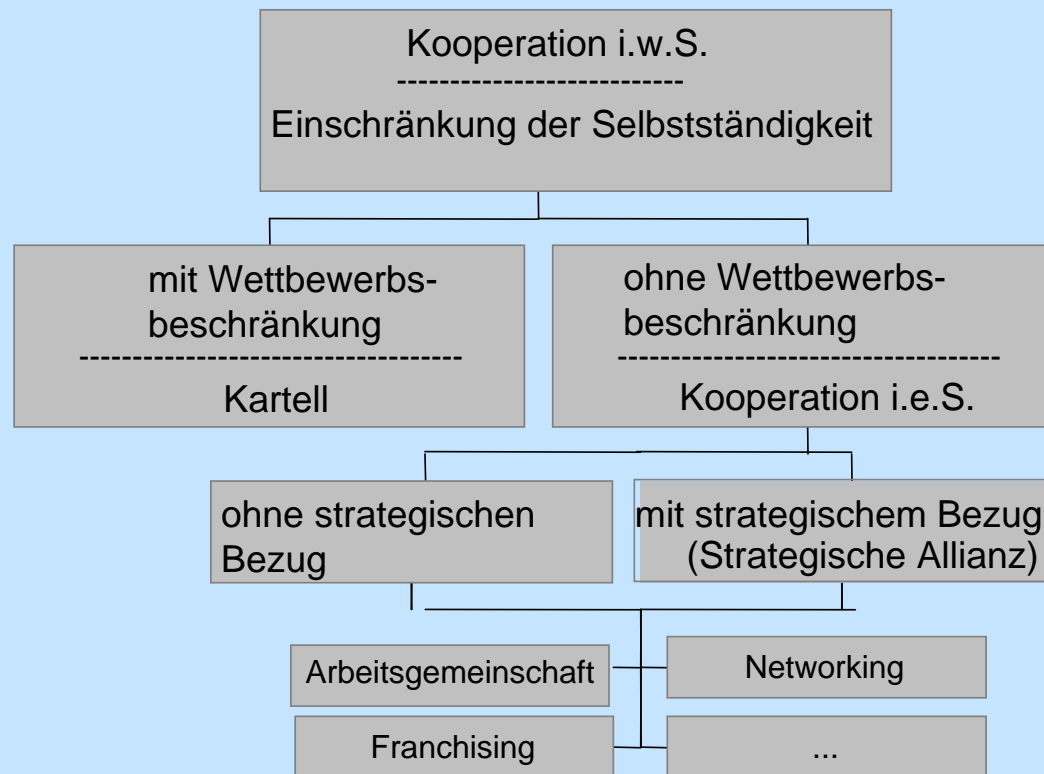 Kooperation i.w.S.
---------------------------
Einschränkung der Selbstständigkeit
mit Wettbewerbs-
beschränkung
------------------------------------
Kartell
ohne Wettbewerbs-
beschränkung
------------------------------------
Kooperation i.e.S.
ohne strategischen
Bezug
mit strategischem Bezug
(Strategische Allianz)
Arbeitsgemeinschaft
Networking
Franchising
...